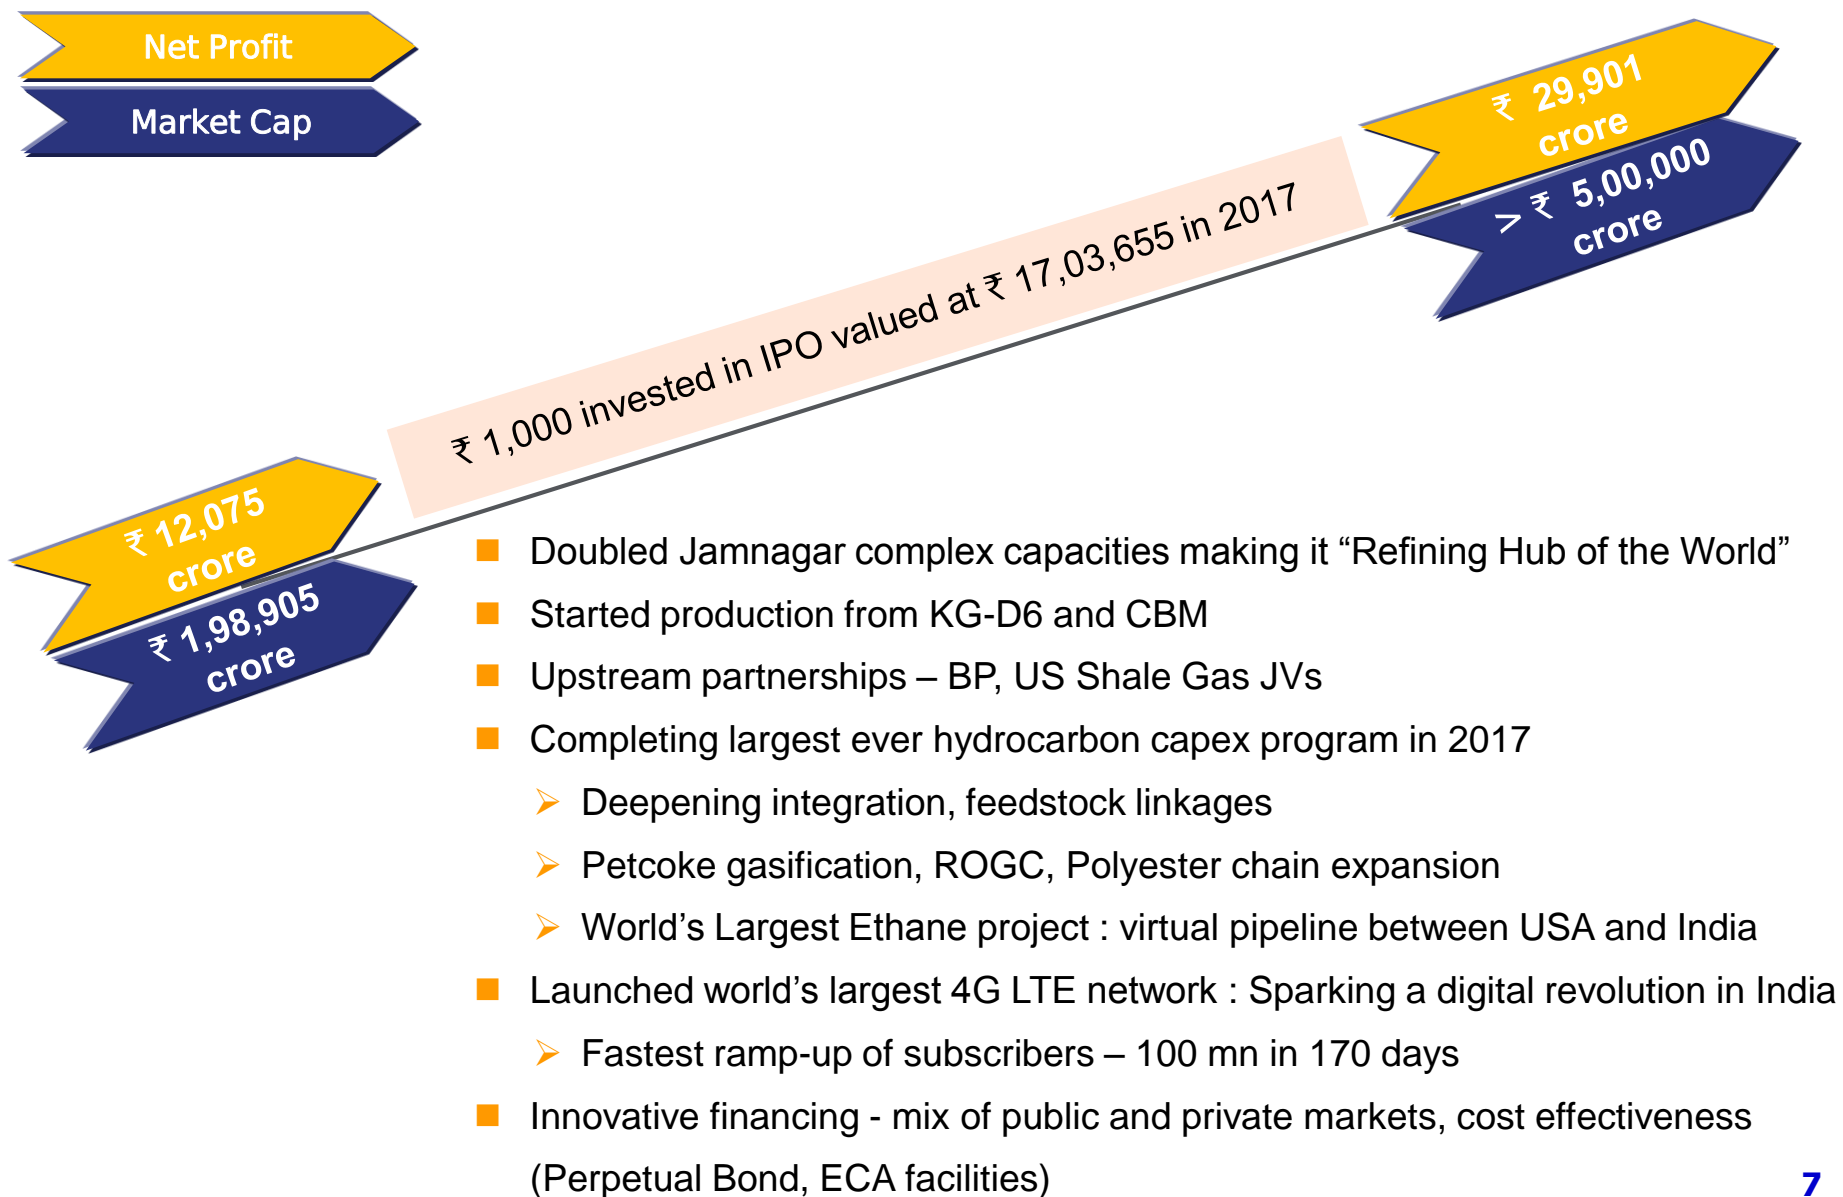 Net Profit
Market Cap
₹ 29,901
crore
> ₹ 5,00,000
crore
₹ 1,000 invested in IPO valued at ₹ 17,03,655 in 2017
₹ 12,075
crore
₹ 1,98,905
crore
Doubled Jamnagar complex capacities making it “Refining Hub of the World”
Started production from KG-D6 and CBM
Upstream partnerships – BP, US Shale Gas JVs
Completing largest ever hydrocarbon capex program in 2017
Deepening integration, feedstock linkages
Petcoke gasification, ROGC, Polyester chain expansion
World’s Largest Ethane project : virtual pipeline between USA and India
Launched world’s largest 4G LTE network : Sparking a digital revolution in India
Fastest ramp-up of subscribers – 100 mn in 170 days
Innovative financing - mix of public and private markets, cost effectiveness
(Perpetual Bond, ECA facilities)
7